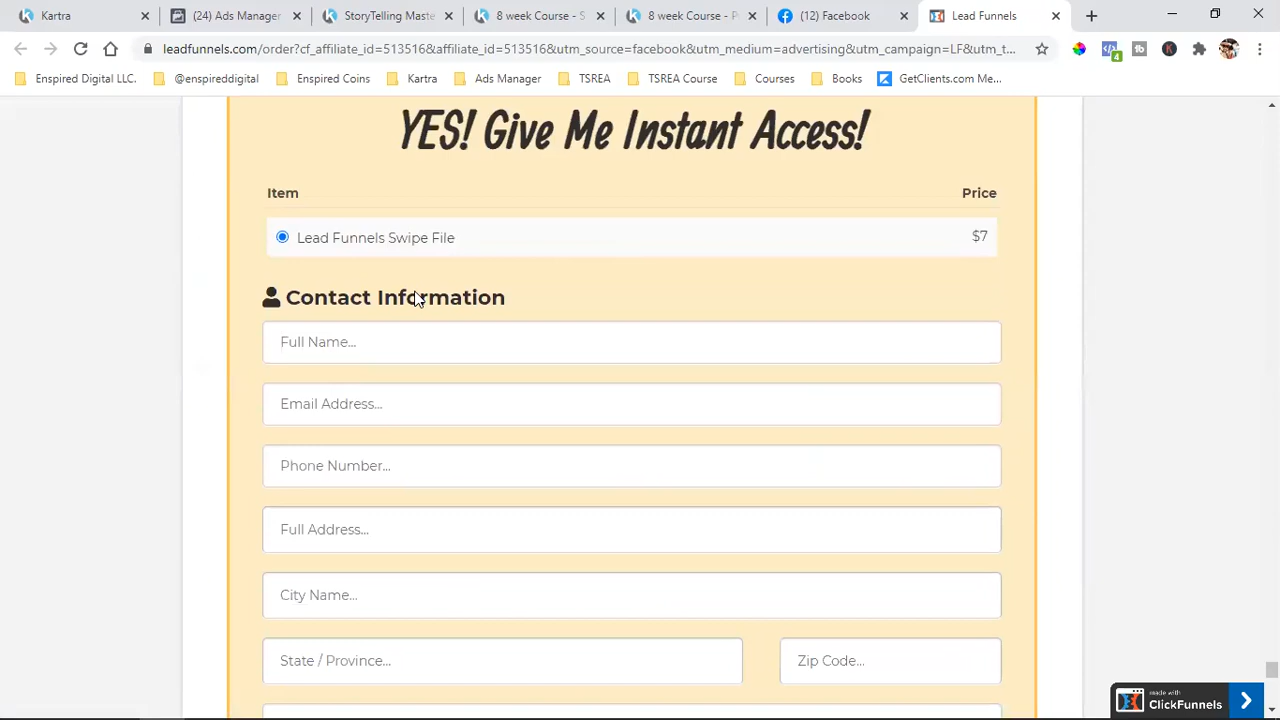 Kartra
(24) Ads Manager
StoryTelling Maste
8 week Course - S
8 week Course - P
(12) Facebook
Lead Funnels
leadfunnels.com/order?cf_affiliate_id=513516&affiliate_id=513516&utm_source=facebook&utm_medium=advertising&utm_campaign=LF&utm_t...
4
Enspired Digital LLC.
@enspireddigital
Enspired Coins
Kartra
Ads Manager
TSREA
TSREA Course
Courses
Books
GetClients.com Me...
YES! Give Me Instant Access!
Item Price
Lead Funnels Swipe File $7
Contact Information
Full Name...
Email Address...
Phone Number...
Full Address...
City Name...
State / Province... Zip Code...
made with
ClickFunnels